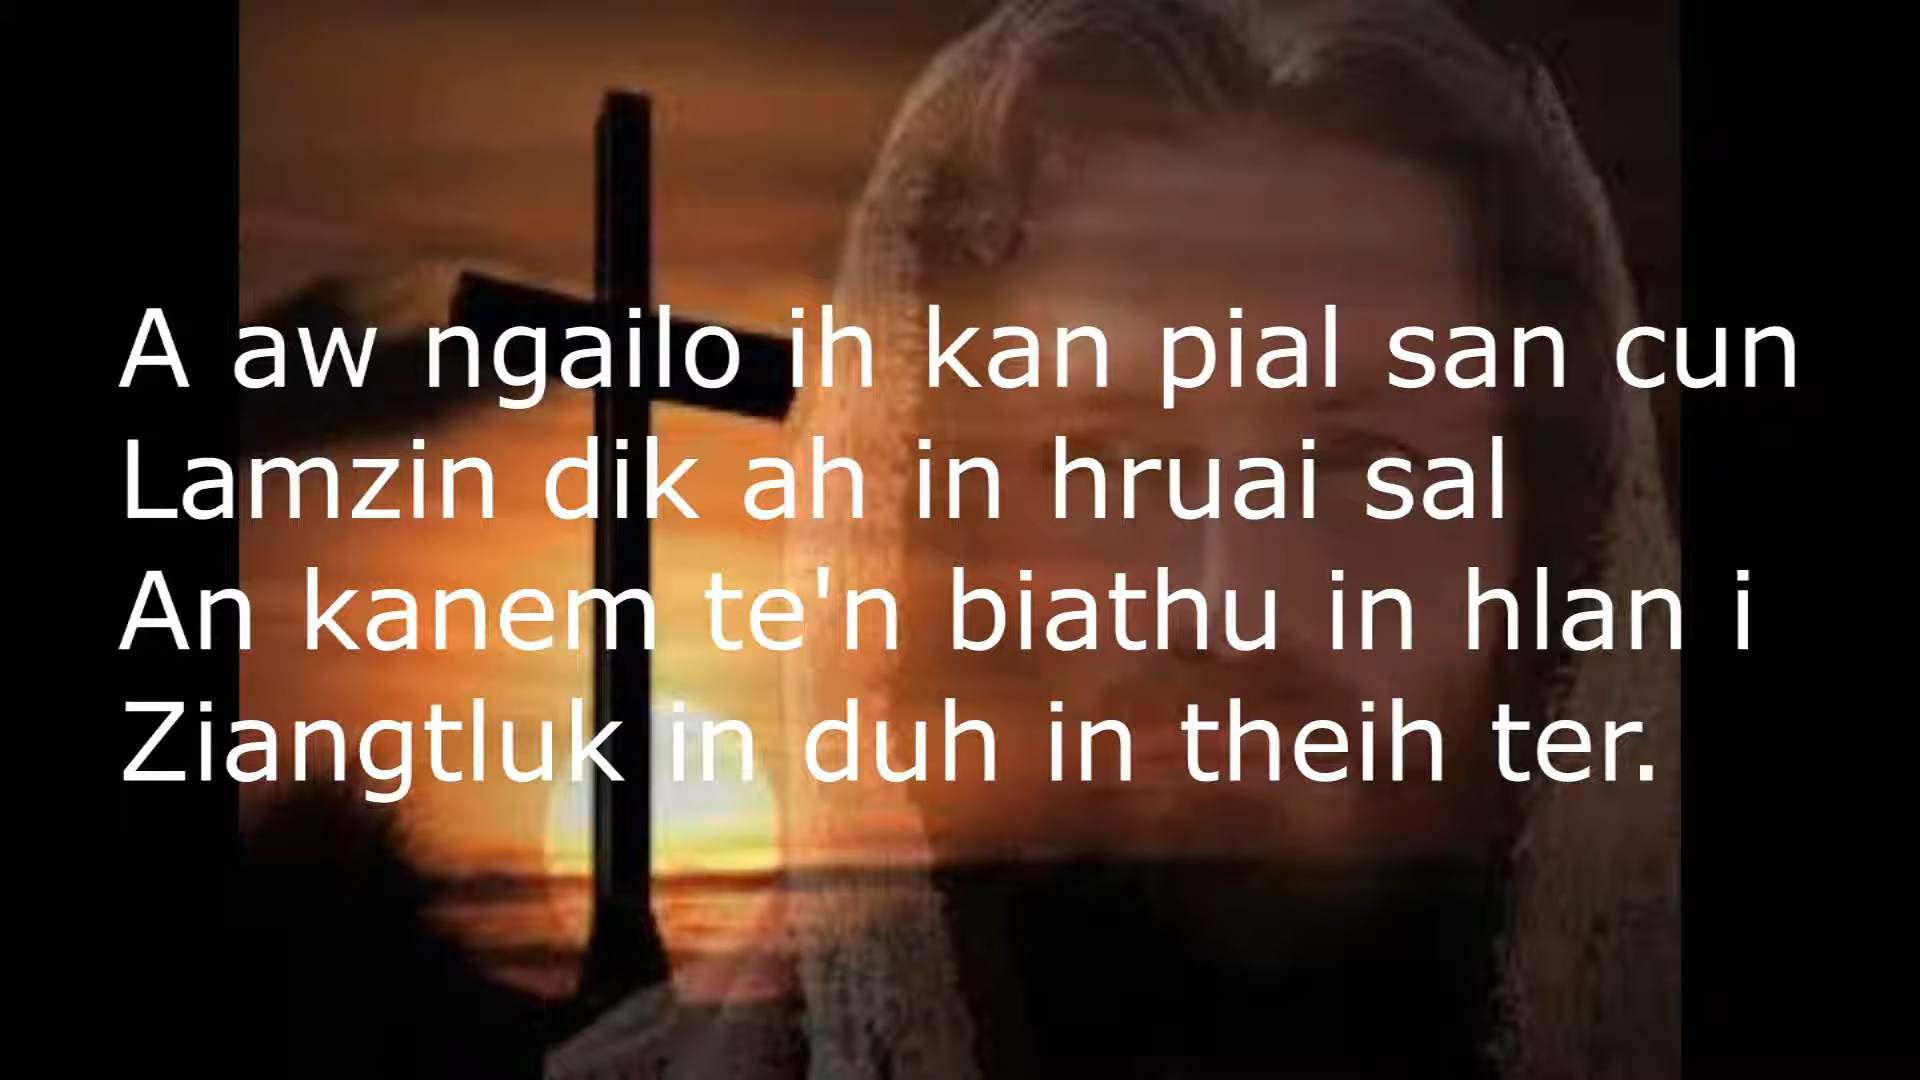 A aw ngailo ih kan pial san cun
Lamzin dik ah in hruai sal
An kanem te'n biathu in hlan i
Ziangtluk in duh in theih ter.